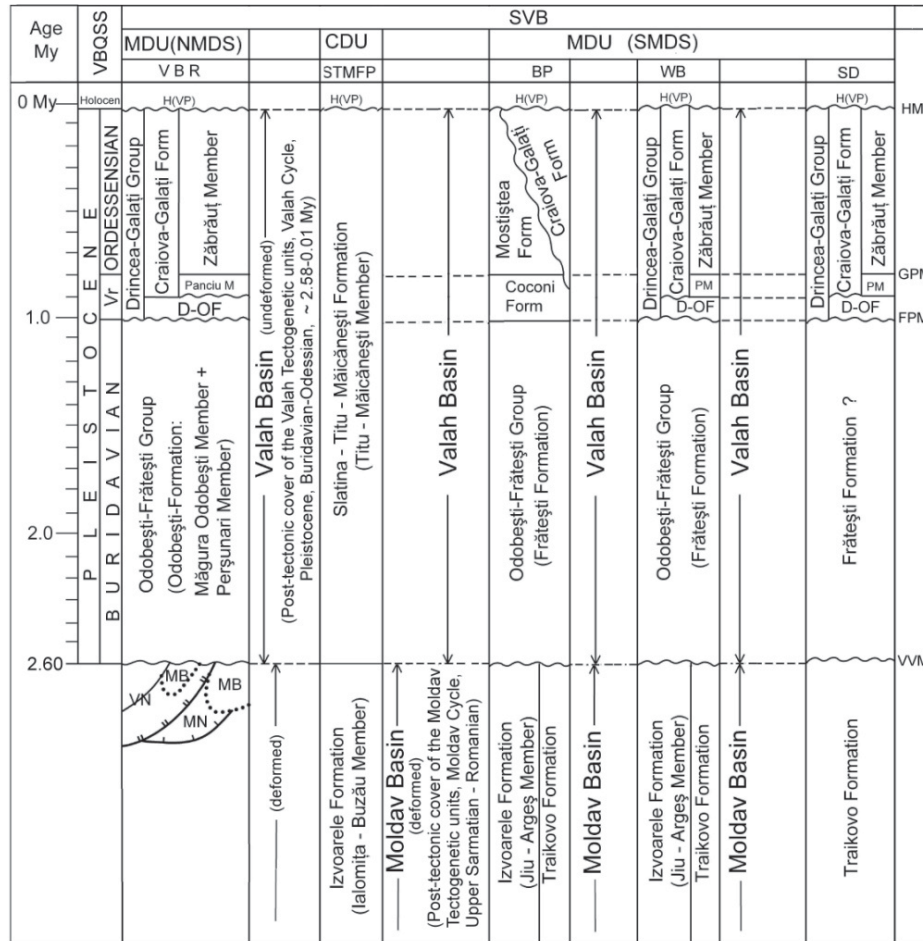 Age
My
VBQSS
SVB
MDU(NMDS)
CDU
MDU (SMDS)
V B R
STMFP
BP
WB
SD
0 My
Holocen
H(VP)
H(VP)
H(VP)
H(VP)
H(VP)
HM
PLEISTOCENE
ORDESSENSIAN
Vr
BURIDAVIAN
Drincea-Galați Group
Craiova-Galați Form
Zăbrăuț Member
Panciu M
D-OF
Odobești-Frătești Group
(Odobești-Formation:
Măgura Odobești Member +
Perșunari Member)
Valah Basin
(undeformed)
(Post-tectonic cover of the Valah Tectogenetic units, Valah Cycle,
Pleistocene, Buridavian-Odessian, ~ 2.58-0.01 My)
Slatina - Titu - Măicănești Formation
(Titu - Măicănești Member)
Valah Basin
Mostiștea
Form
Craiova-Galați
Form
Coconi
Form
Odobești-Frătești Group
(Frătești Formation)
Valah Basin
Drincea-Galați Group
Craiova-Galați Form
Zăbrăuț Member
PM
D-OF
Odobești-Frătești Group
(Frătești Formation)
Valah Basin
Drincea-Galați Group
Craiova-Galați Form
Zăbrăuț Member
PM
D-OF
Frătești Formation ?
GPM
1.0
FPM
2.0
2.60
VVM
VN
MB
MB
MN
(deformed)
Izvoarele Formation
(Ialomița - Buzău Member)
Moldav Basin
(deformed)
(Post-tectonic cover of the Moldav
Tectogenetic units, Moldav Cycle,
Upper Sarmatian - Romanian)
Izvoarele Formation
(Jiu - Argeș Member)
Traikovo Formation
Moldav Basin
Izvoarele Formation
(Jiu - Argeș Member)
Traikovo Formation
Moldav Basin
Traikovo Formation